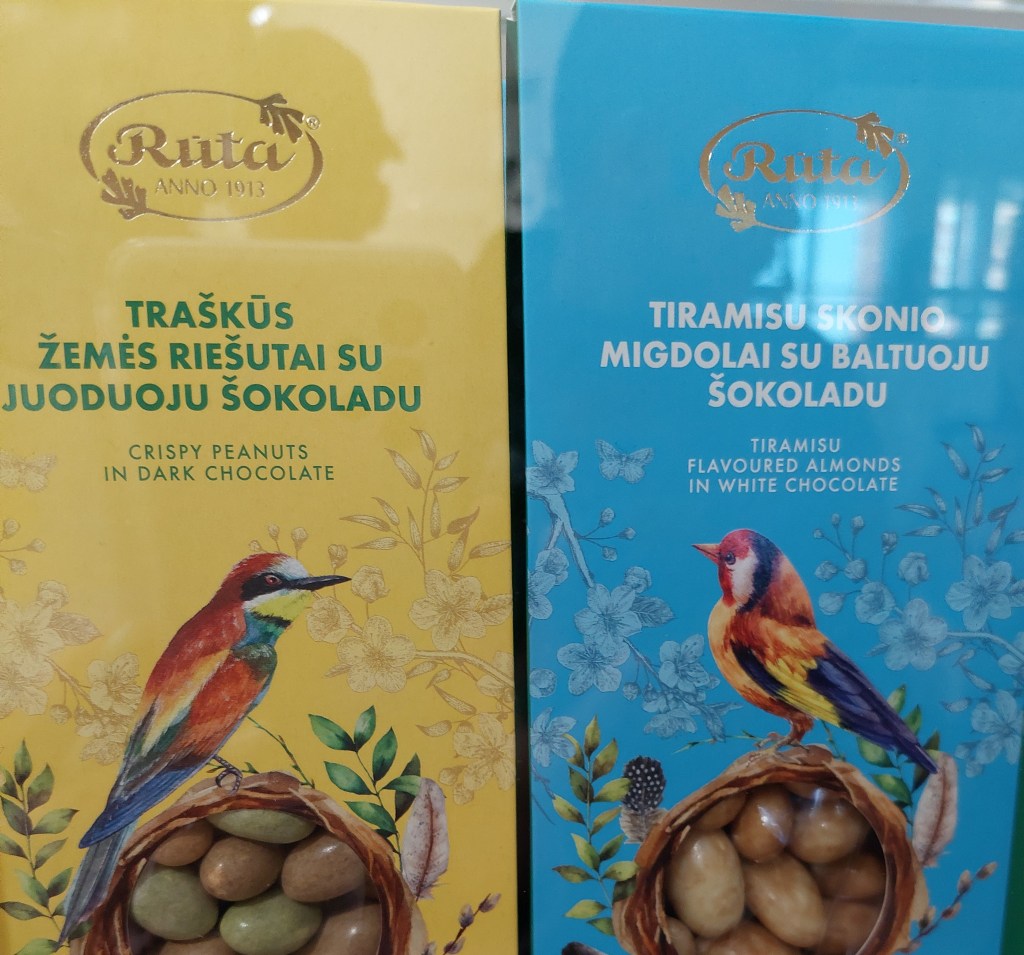 Rūta®
ANNO 1913
TRAŠKŪS
ŽEMĖS RIEŠUTAI SU
JUODUOJU ŠOKOLADU
CRISPY PEANUTS
IN DARK CHOCOLATE
Rūta®
ANNO 1913
TIRAMISU SKONIO
MIGDOLAI SU BALTUOJU
ŠOKOLADU
TIRAMISU
FLAVOURED ALMONDS
IN WHITE CHOCOLATE